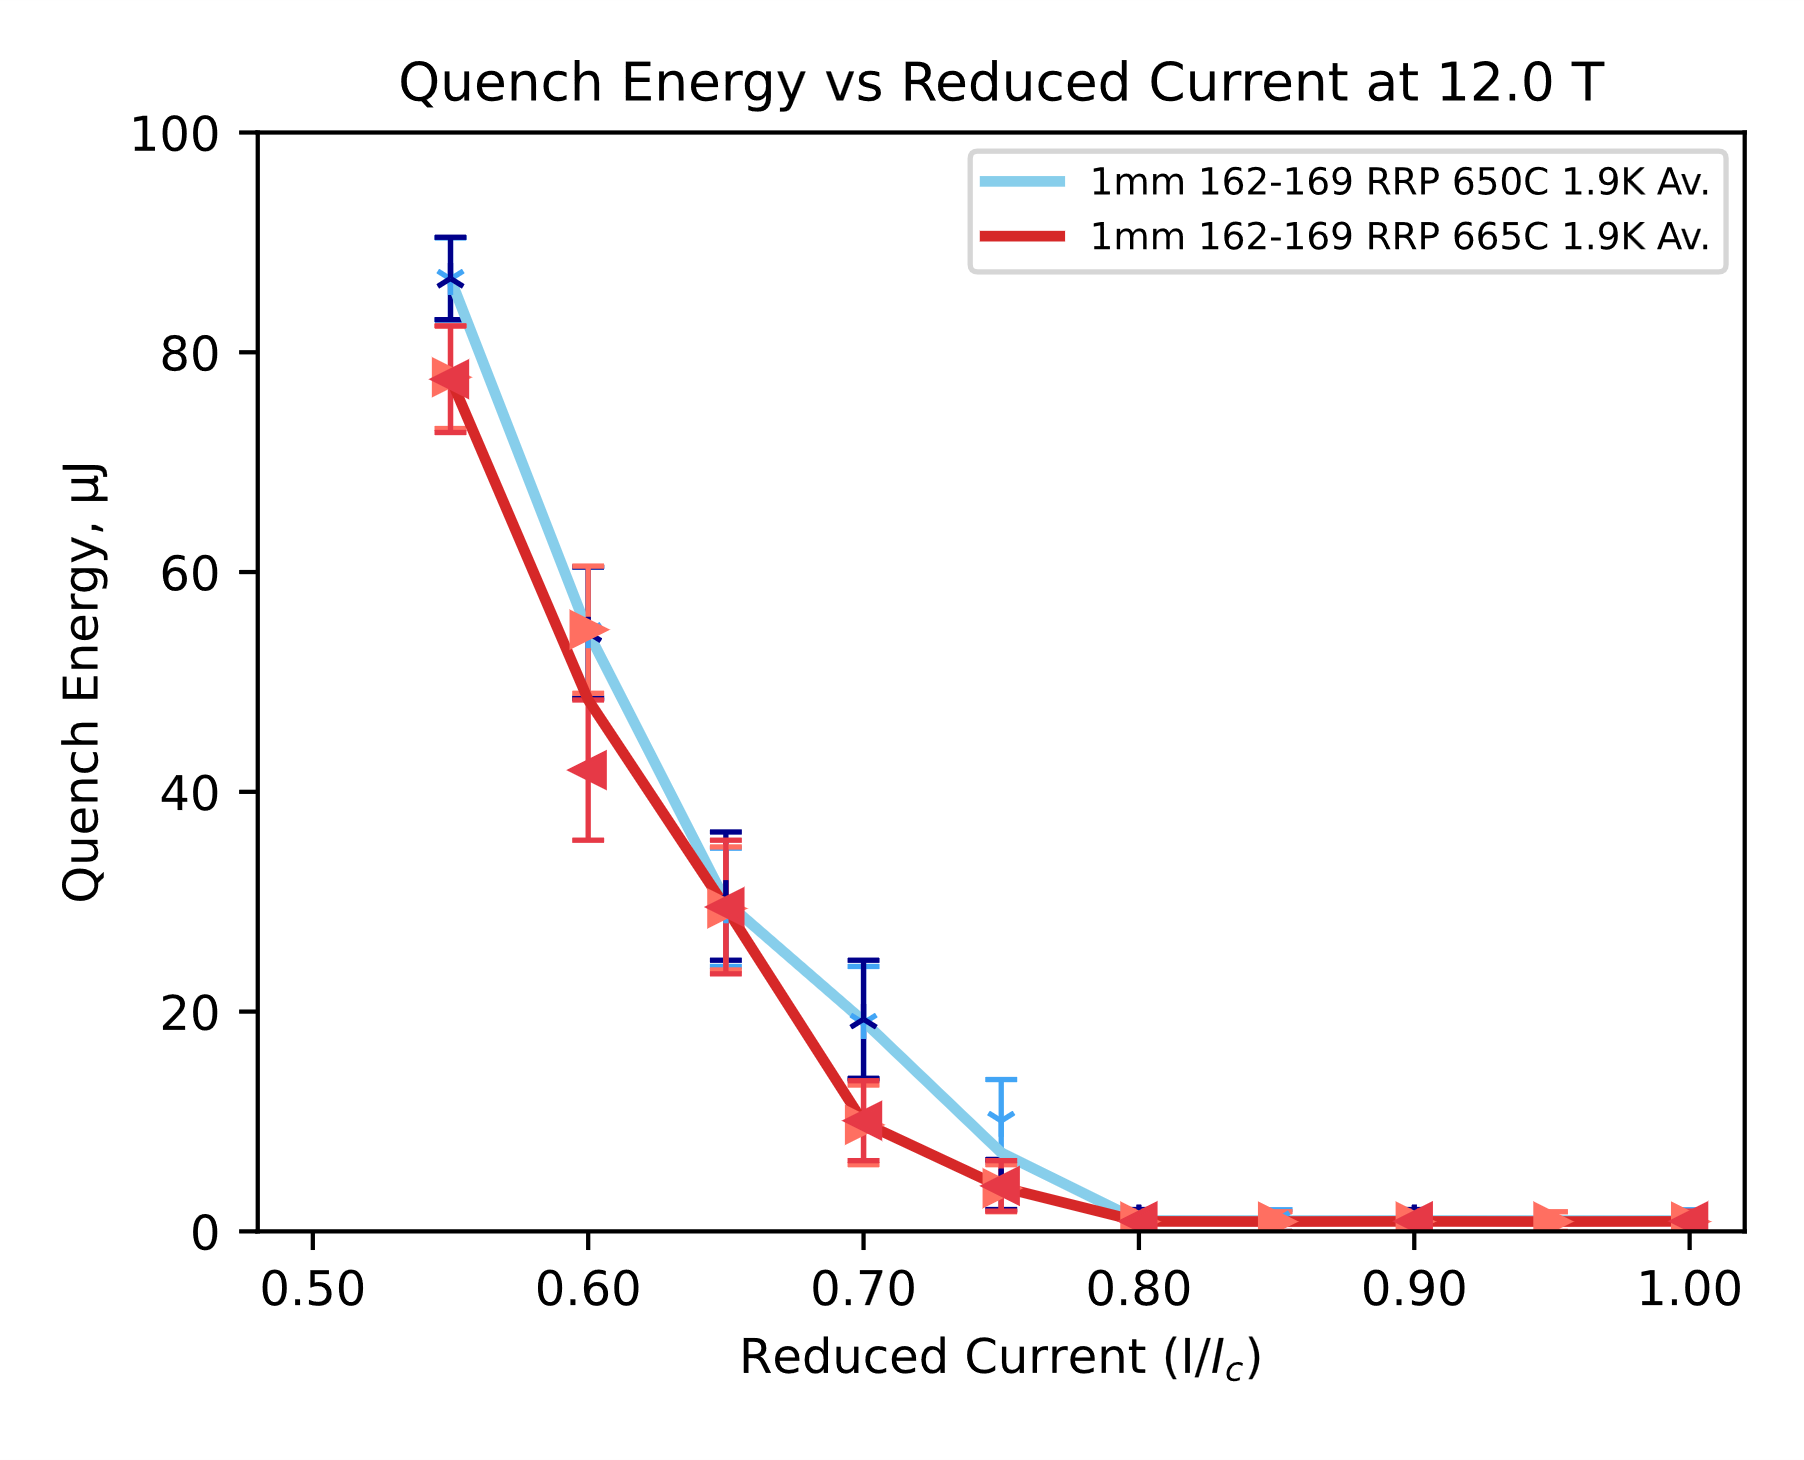 Quench Energy vs Reduced Current at 12.0 T
100
80
60
40
20
0
Quench Energy, μJ
1mm 162-169 RRP 650C 1.9K Av.
1mm 162-169 RRP 665C 1.9K Av.
0.50 0.60 0.70 0.80 0.90 1.00
Reduced Current (I/I_c)